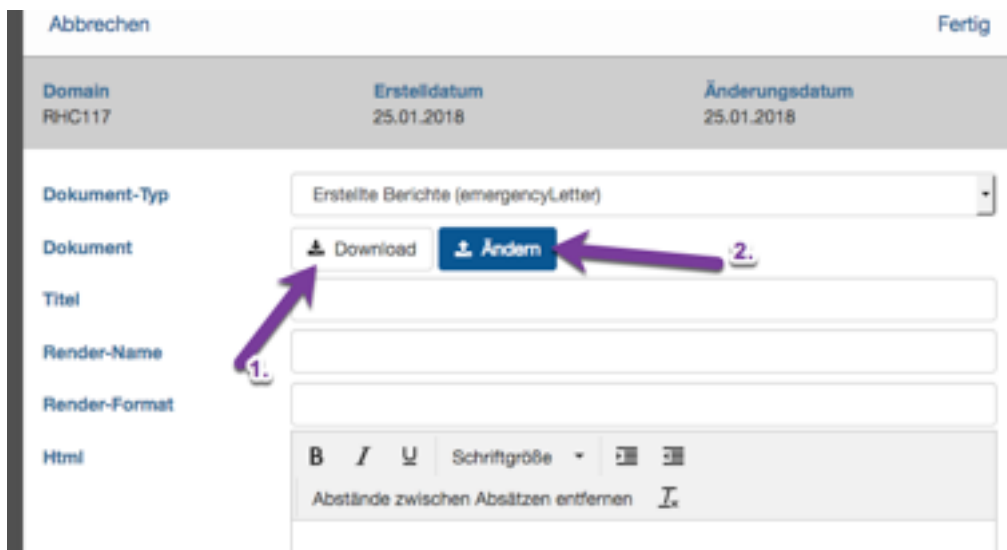 Abbrechen Fertig
Domain Erstelldatum Änderungsdatum
RHC117 25.01.2018 25.01.2018
Dokument-Typ Erstellte Berichte (emergencyLetter)
Dokument Download Ändern 2.
Titel
Render-Name
1.
Render-Format
Html B I U Schriftgröße
Abstände zwischen Absätzen entfernen Tx